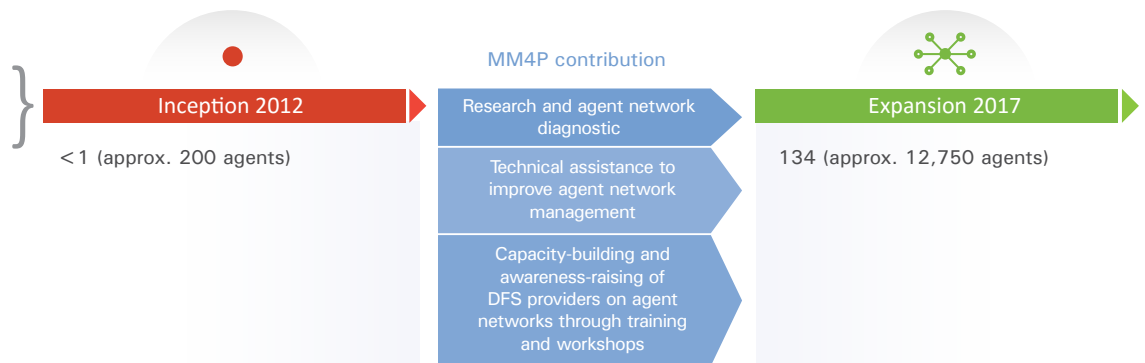 MM4P contribution
Inception 2012
<1 (approx. 200 agents)
Research and agent network
diagnostic
Technical assistance to
improve agent network
management
Capacity-building and
awareness-raising of
DFS providers on agent
networks through training
and workshops
Expansion 2017
134 (approx. 12,750 agents)